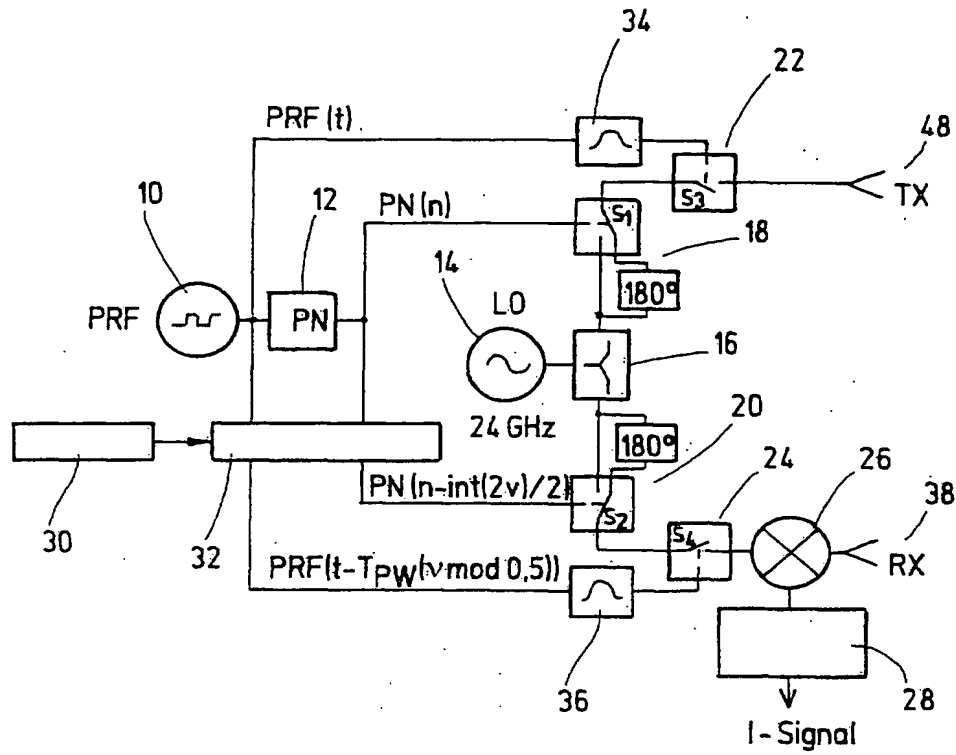 34
22
PRF (t)
48
TX
S3
10
12
PN(n)
S1
18
14
180°
PRF
PN
LO
16
24 GHz
20
180°
24
26
PN(n-int(2v)/2)
S2
38
30
32
S4
RX
PRF(t-TPW(v mod 0,5))
36
28
I-Signal